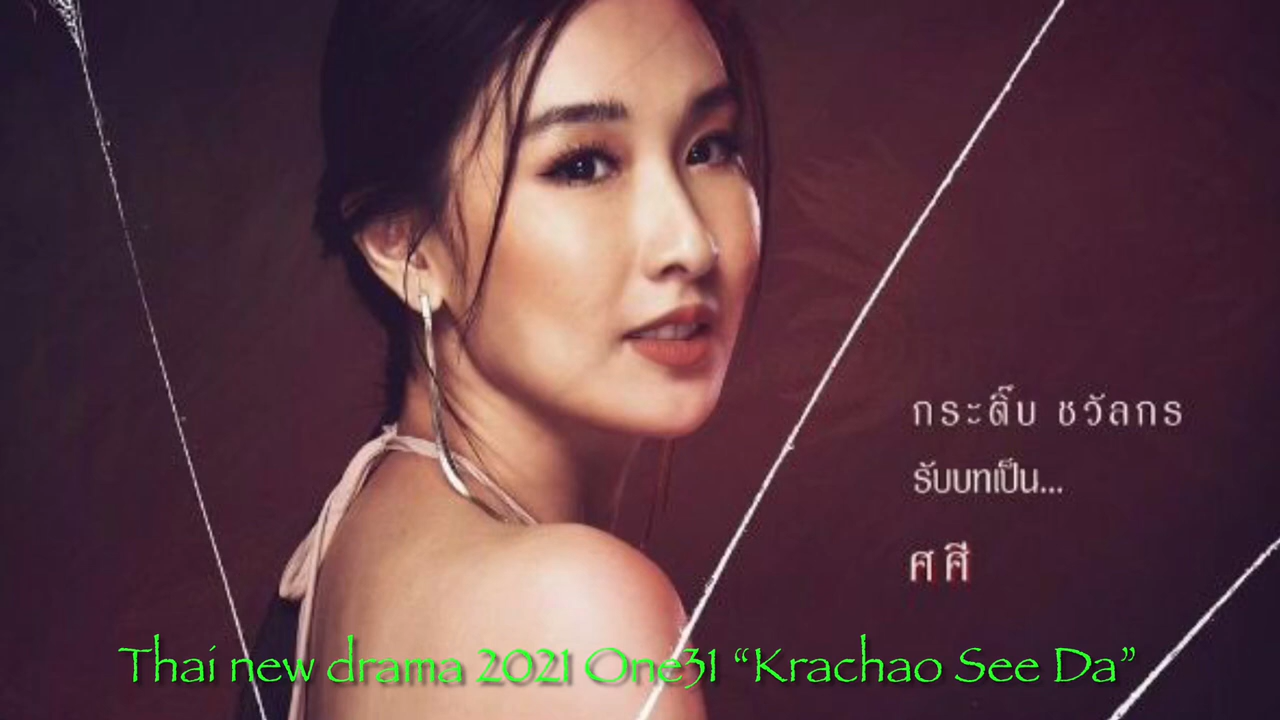 กระติ๊บ ชวัลกร
รับบทเป็น...
ศศี
Thai new drama 2021 One31 “Krachao See Da”